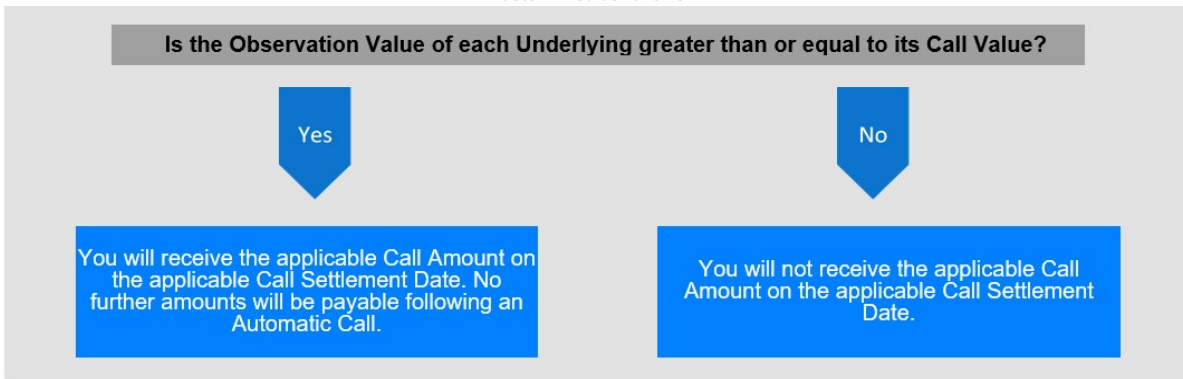 Is the Observation Value of each Underlying greater than or equal to its Call Value?
Yes
No
You will receive the applicable Call Amount on
the applicable Call Settlement Date. No
further amounts will be payable following an
Automatic Call.
You will not receive the applicable Call
Amount on the applicable Call Settlement
Date.